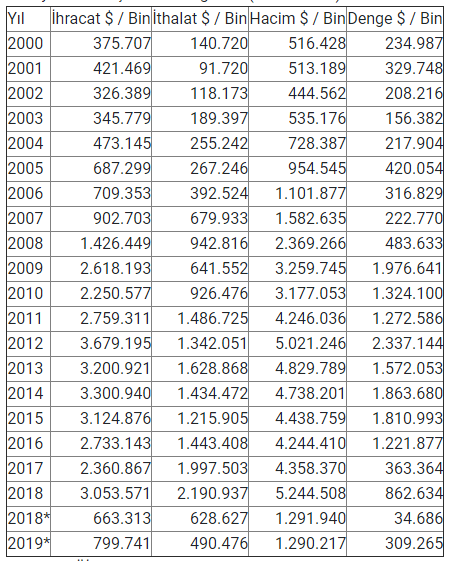 Yıl İhracat $ / Bin İthalat $ / Bin Hacim $ / Bin Denge $ / Bin
2000 375.707 140.720 516.428 234.987
2001 421.469 91.720 513.189 329.748
2002 326.389 118.173 444.562 208.216
2003 345.779 189.397 535.176 156.382
2004 473.145 255.242 728.387 217.904
2005 687.299 267.246 954.545 420.054
2006 709.353 392.524 1.101.877 316.829
2007 902.703 679.933 1.582.635 222.770
2008 1.426.449 942.816 2.369.266 483.633
2009 2.618.193 641.552 3.259.745 1.976.641
2010 2.250.577 926.476 3.177.053 1.324.100
2011 2.759.311 1.486.725 4.246.036 1.272.586
2012 3.679.195 1.342.051 5.021.246 2.337.144
2013 3.200.921 1.628.868 4.829.789 1.572.053
2014 3.300.940 1.434.472 4.738.201 1.863.680
2015 3.124.876 1.215.905 4.438.759 1.810.993
2016 2.733.143 1.443.408 4.244.410 1.221.877
2017 2.360.867 1.997.503 4.358.370 363.364
2018 3.053.571 2.190.937 5.244.508 862.634
2018* 663.313 628.627 1.291.940 34.686
2019* 799.741 490.476 1.290.217 309.265